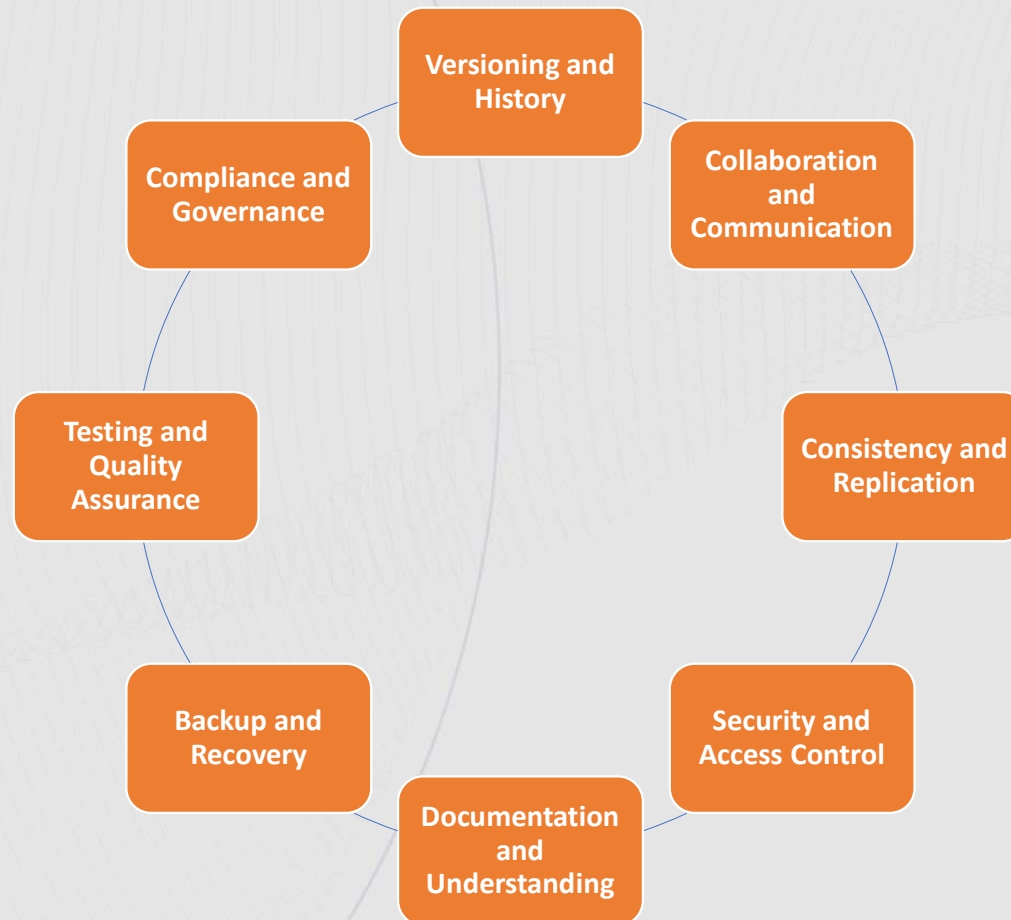 Versioning and
History
Collaboration
and
Communication
Consistency and
Replication
Security and
Access Control
Documentation
and
Understanding
Backup and
Recovery
Testing and
Quality
Assurance
Compliance and
Governance